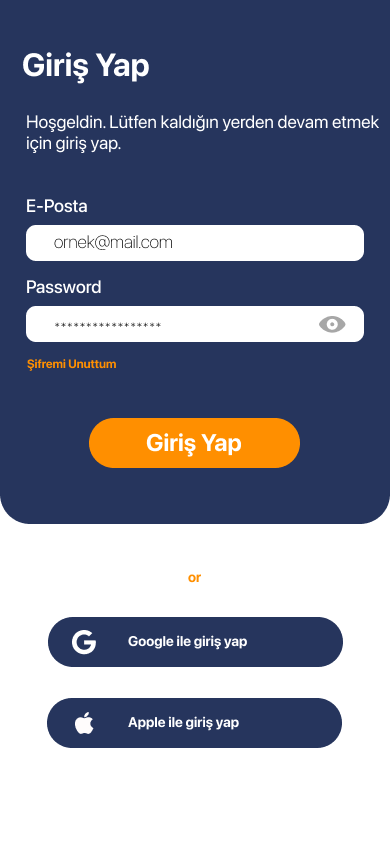 Giriş Yap
Hoşgeldin. Lütfen kaldığın yerden devam etmek
için giriş yap.
E-Posta
ornek@mail.com
Password
*****************
Şifremi Unuttum
Giriş Yap
or
Google ile giriş yap
Apple ile giriş yap